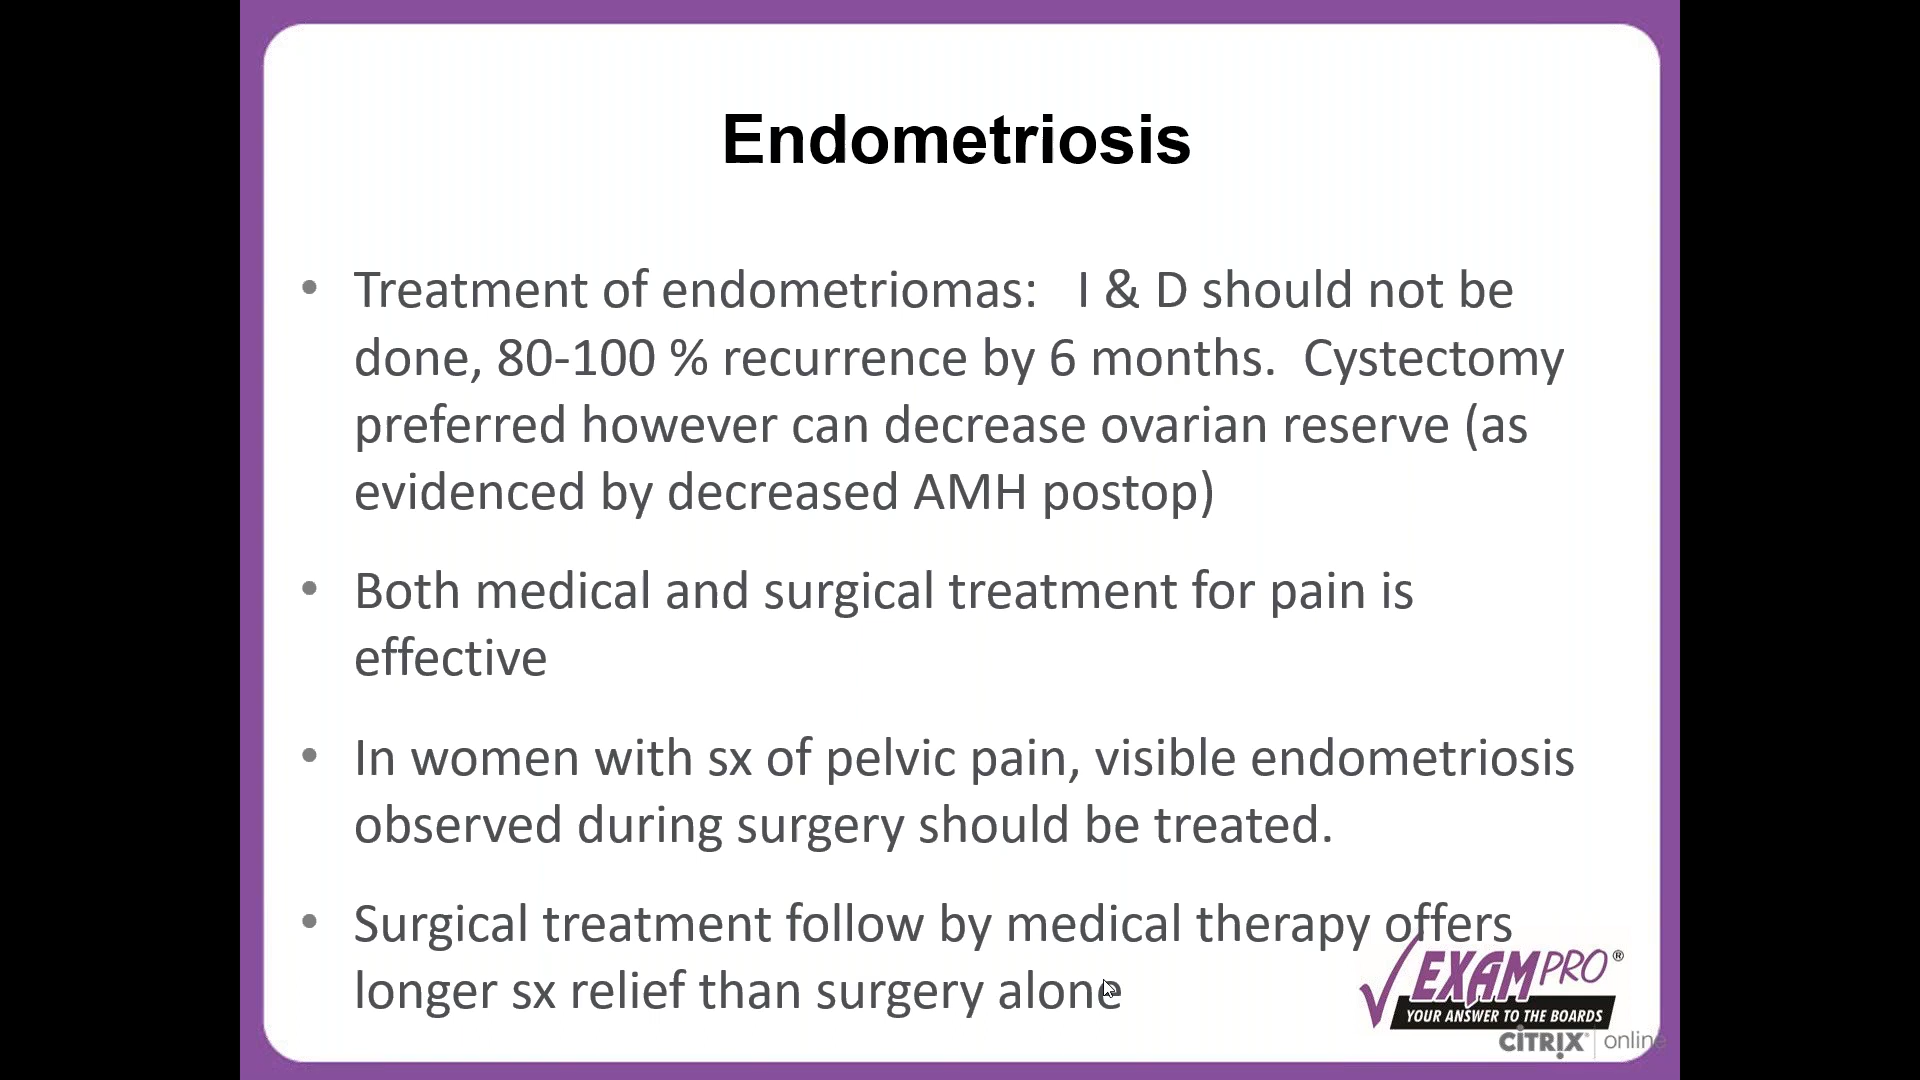 Endometriosis
• Treatment of endometriomas:   I & D should not be
done, 80-100 % recurrence by 6 months.  Cystectomy
preferred however can decrease ovarian reserve (as
evidenced by decreased AMH postop)
• Both medical and surgical treatment for pain is
effective
• In women with sx of pelvic pain, visible endometriosis
observed during surgery should be treated.
• Surgical treatment follow by medical therapy offers
longer sx relief than surgery alone
EXAMPRO®
YOUR ANSWER TO THE BOARDS
CITRIX® online